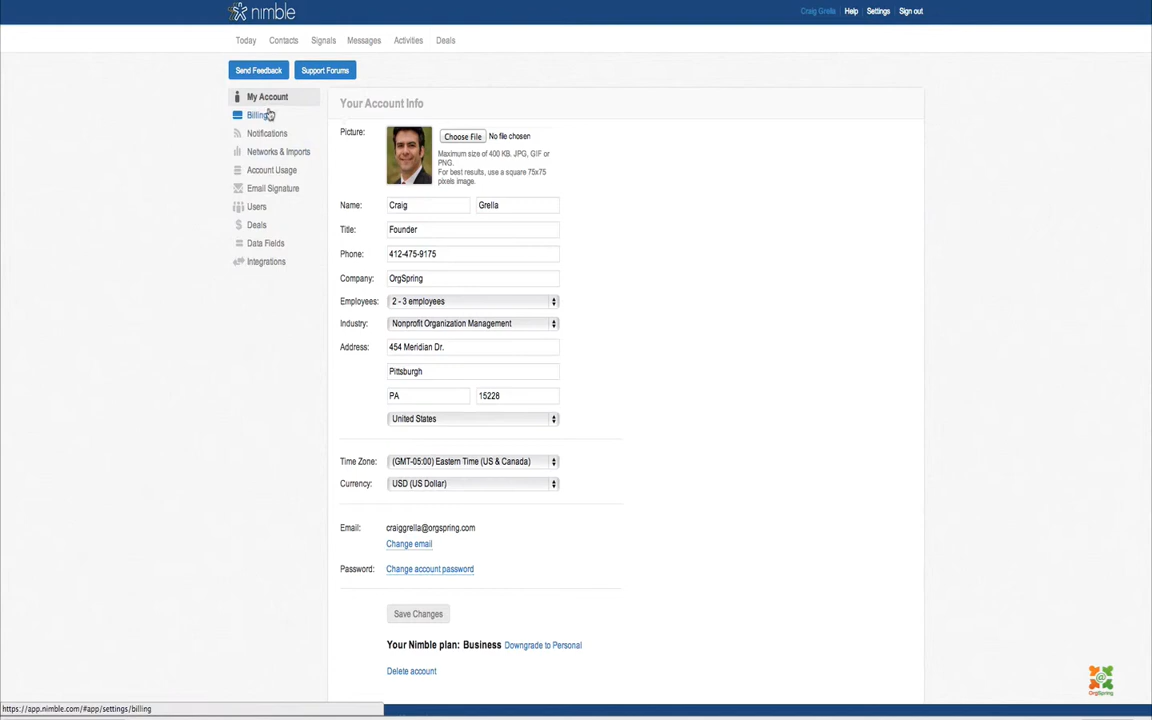 nimble
Craig Grella Help Settings Sign out
Today Contacts Signals Messages Activities Deals
Send Feedback Support Forums
My Account
Billing
Notifications
Networks & Imports
Account Usage
Email Signature
Users
Deals
Data Fields
Integrations
Your Account Info
Picture: Choose File No file chosen
Maximum size of 400 KB. JPG, GIF or
PNG.
For best results, use a square 75x75
pixels image.
Name: Craig Grella
Title: Founder
Phone: 412-475-9175
Company: OrgSpring
Employees: 2 - 3 employees
Industry: Nonprofit Organization Management
Address: 454 Meridian Dr.
Pittsburgh
PA 15228
United States
Time Zone: (GMT-05:00) Eastern Time (US & Canada)
Currency: USD (US Dollar)
Email: craiggrella@orgspring.com
Change email
Password: Change account password
Save Changes
Your Nimble plan: Business Downgrade to Personal
Delete account
OrgSpring
https://app.nimble.com/#app/settings/billing